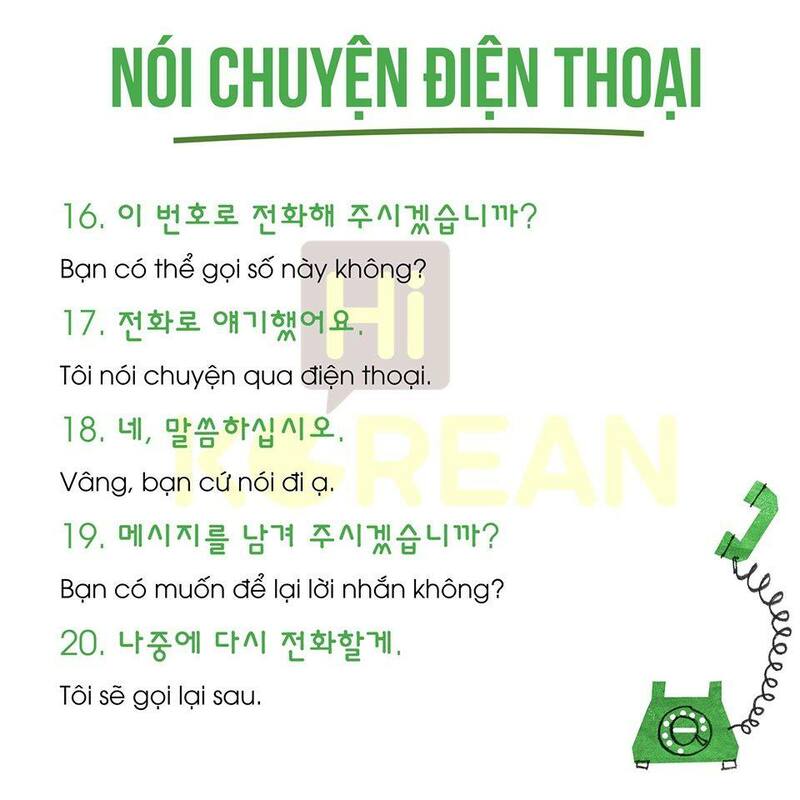 NÓI CHUYỆN ĐIỆN THOẠI
16. 이 번호로 전화해 주시겠습니까?
Bạn có thể gọi số này không?
17. 전화로 얘기했어요.
Tôi nói chuyện qua điện thoại.
18. 네, 말씀하십시오.
Vâng, bạn cứ nói đi ạ.
19. 메시지를 남겨 주시겠습니까?
Bạn có muốn để lại lời nhắn không?
20. 나중에 다시 전화할게.
Tôi sẽ gọi lại sau.
Hi
KOREAN